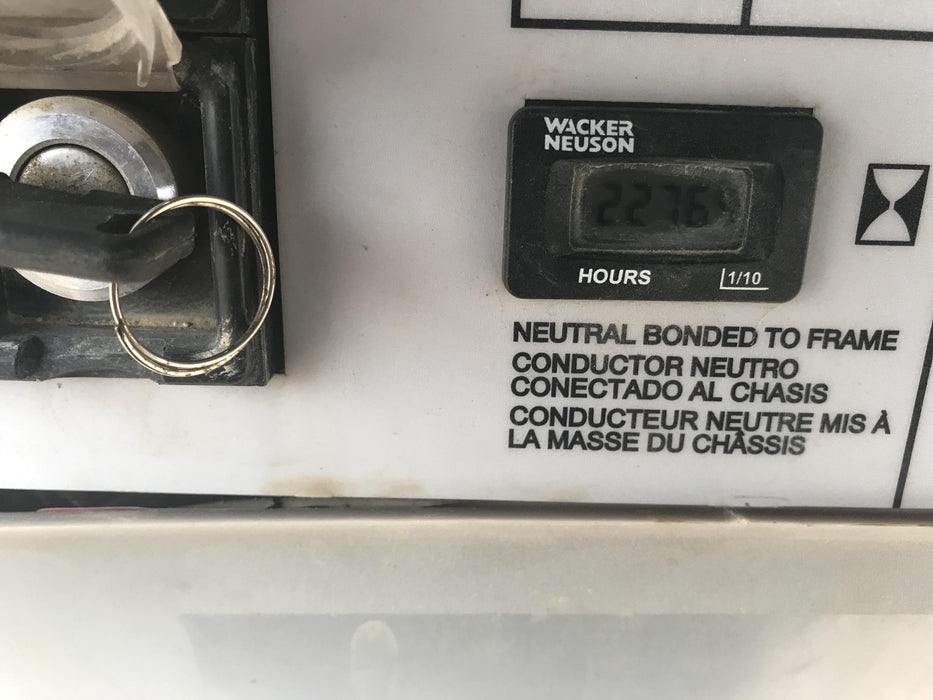 WACKER
NEUSON
HOURS
1/10
NEUTRAL BONDED TO FRAME
CONDUCTOR NEUTRO
CONECTADO AL CHASIS
CONDUCTEUR NEUTRE MIS À
LA MASSE DU CHÂSSIS